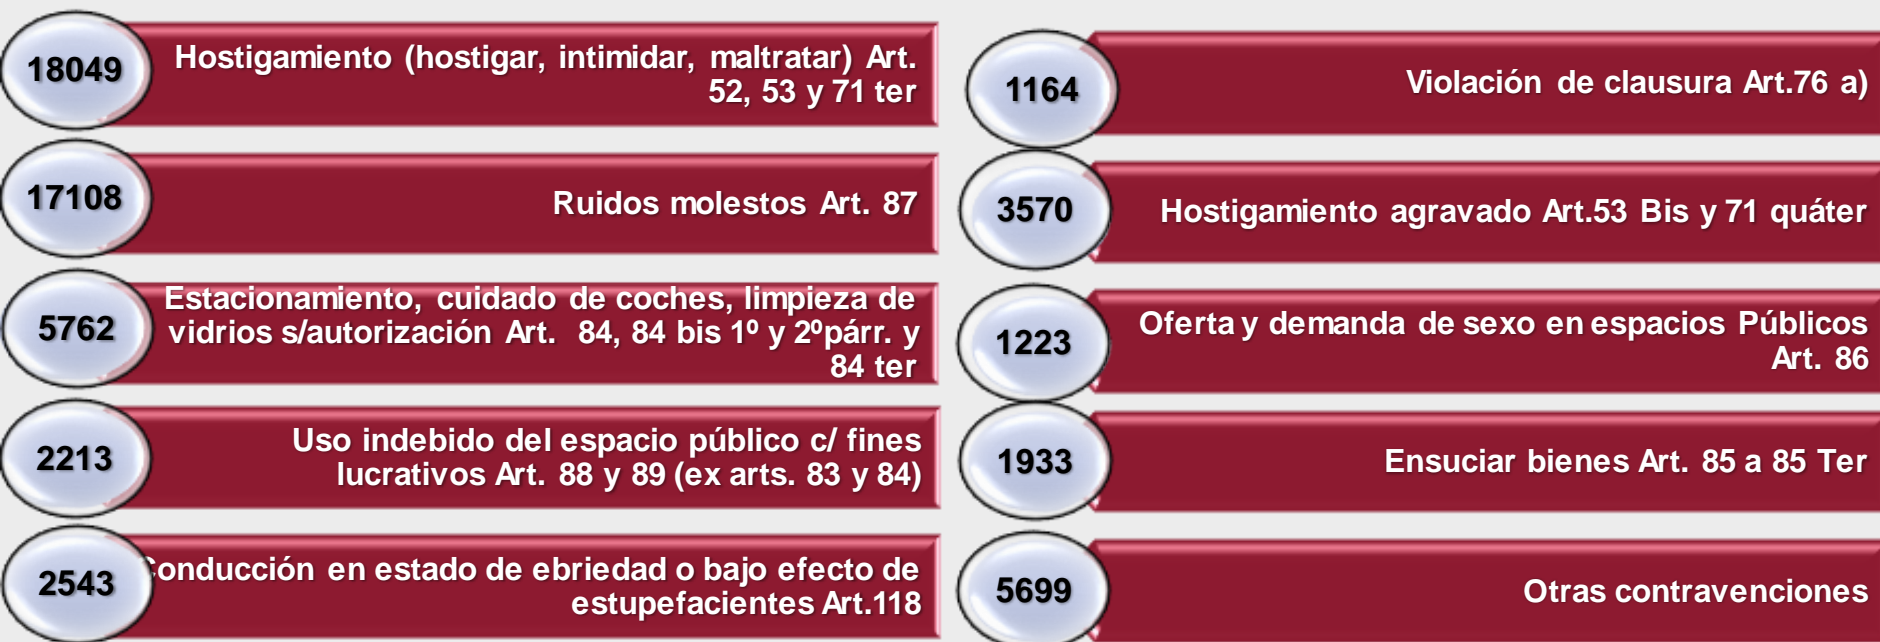 18049
Hostigamiento (hostigar, intimidar, maltratar) Art.
52, 53 y 71 ter
17108
Ruidos molestos Art. 87
5762
Estacionamiento, cuidado de coches, limpieza de
vidrios s/autorización Art. 84, 84 bis 1º y 2ºpárr. y
84 ter
2213
Uso indebido del espacio público c/ fines
lucrativos Art. 88 y 89 (ex arts. 83 y 84)
2543
Conducción en estado de ebriedad o bajo efecto de
estupefacientes Art.118
1164
Violación de clausura Art.76 a)
3570
Hostigamiento agravado Art.53 Bis y 71 quáter
1223
Oferta y demanda de sexo en espacios Públicos
Art. 86
1933
Ensuciar bienes Art. 85 a 85 Ter
5699
Otras contravenciones